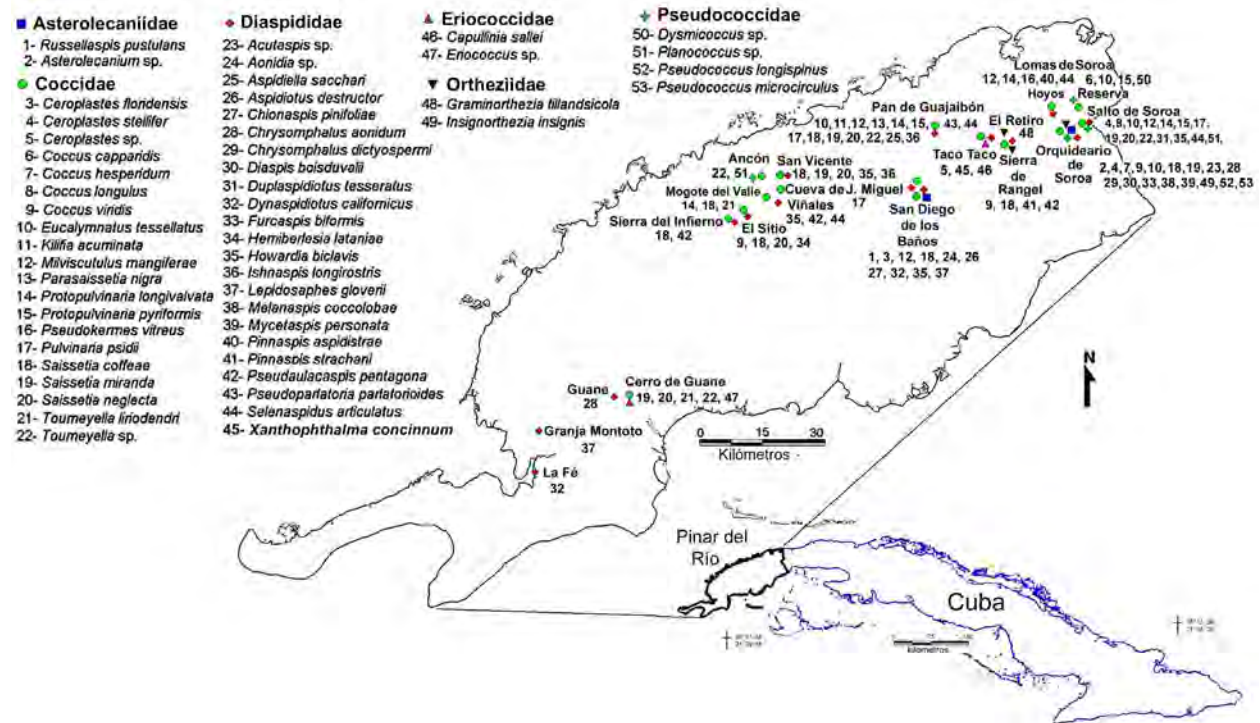 Asterolecaniidae
1- Russellaspis pustulans
2- Asterolecanium sp.
Coccidae
3- Ceroplastes floridensis
4- Ceroplastes steilifer
5- Ceroplastes sp.
6- Coccus capparidis
7- Coccus hesperidum
8- Coccus longulus
9- Coccus viridis
10- Eucalymnatus tessellatus
11- Kilifia acuminata
12- Milviscutulus mangiferae
13- Parasaissetia nigra
14- Protopulvinaria longivalvata
15- Protopulvinaria pyriformis
16- Pseudokermes vitreus
17- Pulvinaria psidii
18- Saissetia coffeae
19- Saissetia miranda
20- Saissetia neglecta
21- Toumeyella liriodendri
22- Toumeyella sp.
Diaspididae
23- Acutaspis sp.
24- Aonidia sp.
25- Aspidiella sacchari
26- Aspidiotus destructor
27- Chionaspis pinifoliae
28- Chrysomphalus aonidum
29- Chrysomphalus dictyospermi
30- Diaspis boisduvalii
31- Duplaspidiotus tesseratus
32- Dynaspidiotus californicus
33- Furcaspis biformis
34- Hemiberlesia lataniae
35- Howardia biclavis
36- Ishnaspis longirostris
37- Lepidosaphes gloverii
38- Melanaspis coccolobae
39- Mycetaspis personata
40- Pinnaspis aspidistrae
41- Pinnaspis strachani
42- Pseudaulacaspis pentagona
43- Pseudoparlatoria parlatorioides
44- Selenaspidus articulatus
45- Xanthophthalma concinnum
Eriococcidae
46- Capulinia sallei
47- Eriococcus sp.
Ortheziidae
48- Graminorthezia tillandsicola
49- Insignorthezia insignis
Pseudococcidae
50- Dysmicoccus sp.
51- Planococcus sp.
52- Pseudococcus longispinus
53- Pseudococcus microcirculus
Lomas de Soroa
12, 14, 16, 40, 44
6, 10, 15, 50
Hoyos
Reserva
Salto de Soroa
4,8,10,12,14,15,17,
19,20,22,31,35,44,51,
Pan de Guajaibón
10, 11, 12, 13, 14, 15,
43, 44
17, 18, 19, 20, 22, 25, 36
El Retiro
48
Taco Taco
5, 45, 46
Sierra
de
Rangel
9, 18, 41, 42
Orquideario
de
Soroa
2,4,7,9,10,18,19,23,28
29,30,33,38,39,49,52,53
Ancón
22, 51
San Vicente
18, 19, 20, 35, 36
Mogote del Valle
14, 18, 21
Cueva de J. Miguel
17
Viñales
35, 42, 44
Sierra del Infierno
18, 42
El Sitio
9, 18, 20, 34
San Diego
de los
Baños
1, 3, 12, 18, 24, 26
27, 32, 35, 37
Guane
28
Cerro de Guane
19, 20, 21, 22, 47
Granja Montoto
37
La Fé
32
N
0 15 30
Kilómetros
Pinar del
Río
Cuba
kilómetros